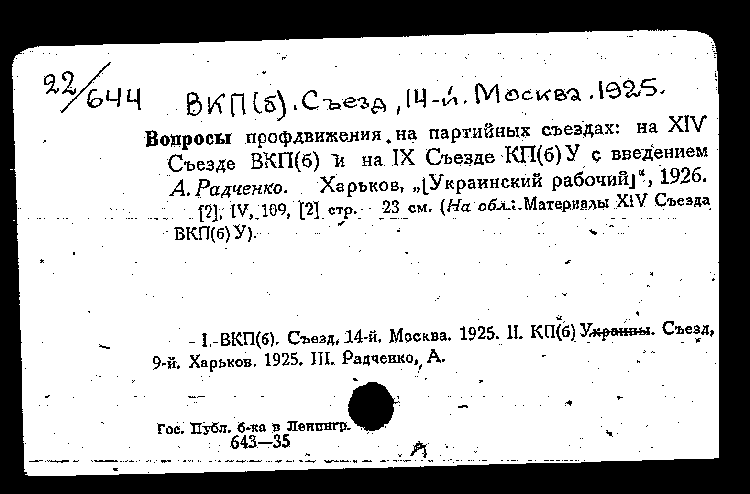 22/644
ВКП(б). Съезд, 14-й. Москва. 1925.
Вопросы профдвижения на партийных съездах: на XIV
Съезде ВКП(б) и на IX Съезде КП(б)У с введением
А. Радченко. Харьков, „[Украинский рабочий]“, 1926.
[2], IV, 109, [2] стр. 23 см. (На обл.: Материалы XIV Съезда
ВКП(б)У).
I. ВКП(б). Съезд, 14-й. Москва. 1925. II. КП(б) Украины. Съезд,
9-й. Харьков. 1925. III. Радченко, А.
Гос. Публ. б-ка в Ленингр.
643—35
А